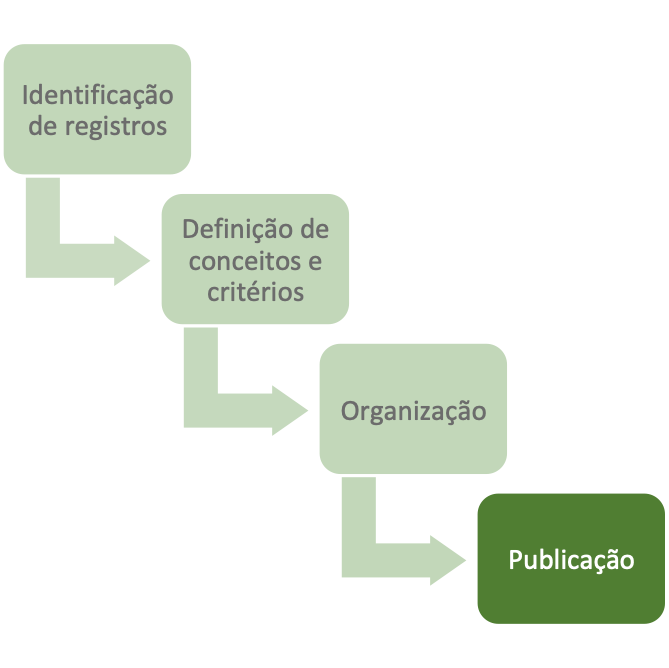 Identificação
de registros
Definição de
conceitos e
critérios
Organização
Publicação